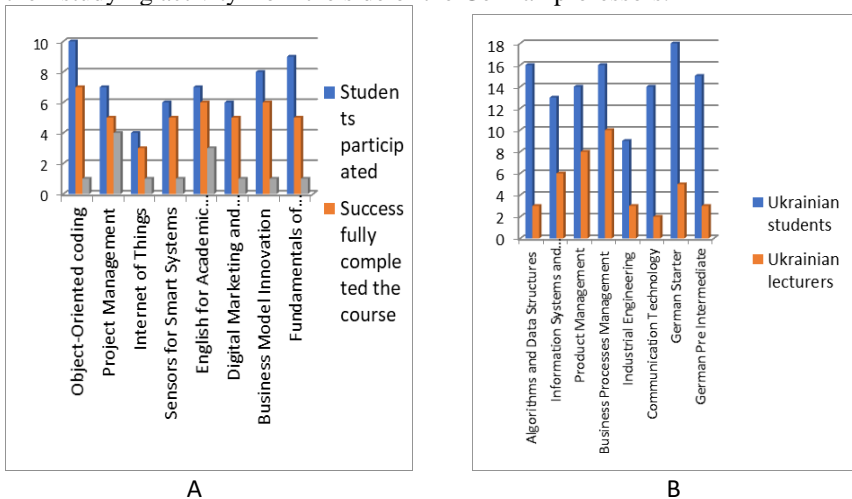 studying activity from the side of the German professors.
10
8
6
4
2
0
Object-Oriented coding
Project Management
Internet of Things
Sensors for Smart Systems
English for Academic...
Digital Marketing and ...
Business Model Innovation
Fundamentals of...
Studen
ts
particip
ated
Success
fully
comple
ted the
course
A
18
16
14
12
10
8
6
4
2
0
Algorithms and Data Structures
Information Systems and...
Product Management
Business Processes Management
Industrial Engineering
Communication Technology
German Starter
German Pre Intermediate
Ukrainian
students
Ukrainian
lecturers
B